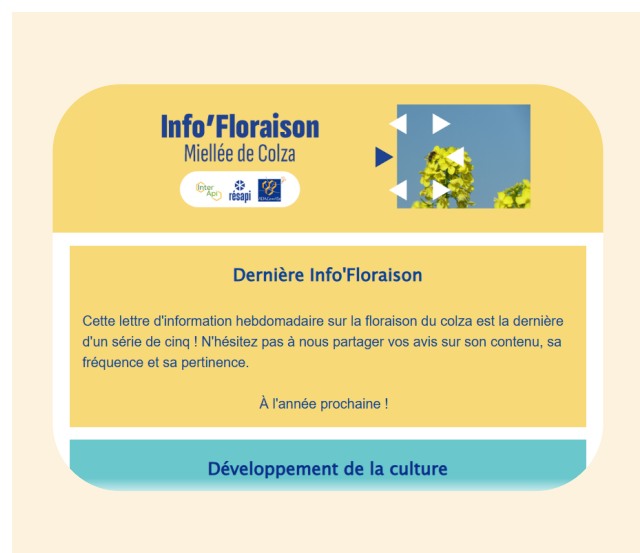 Info'Floraison
Miellée de Colza
Inter
Api
résapi
Dernière Info'Floraison
Cette lettre d'information hebdomadaire sur la floraison du colza est la dernière
d'un série de cinq ! N'hésitez pas à nous partager vos avis sur son contenu, sa
fréquence et sa pertinence.
À l'année prochaine !
Développement de la culture